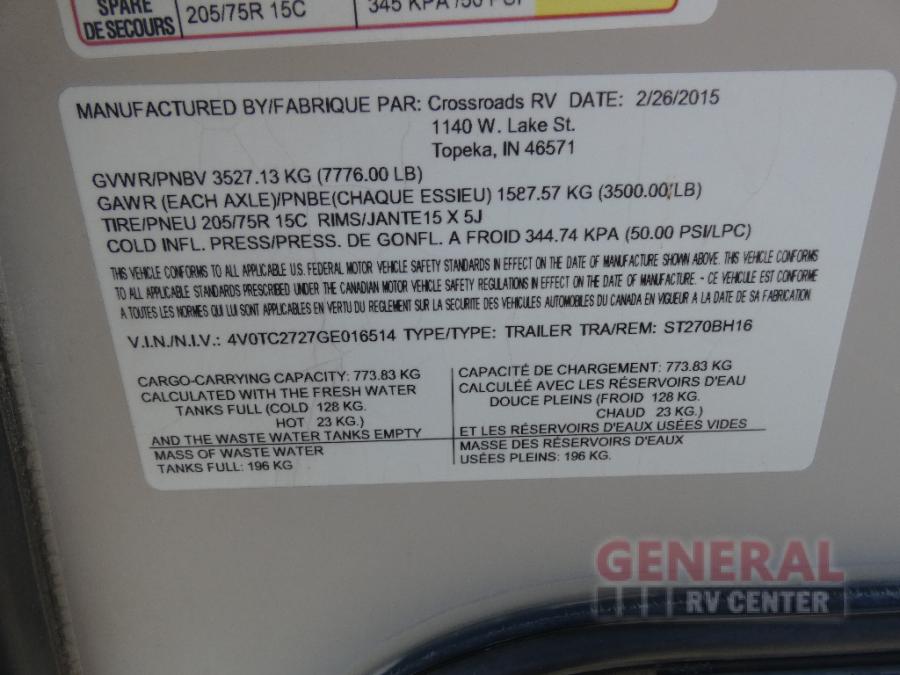 SPARE
DE SECOURS
205/75R 15C
345 KPA /50 PSI
MANUFACTURED BY/FABRIQUE PAR: Crossroads RV DATE: 2/26/2015
1140 W. Lake St.
Topeka, IN 46571
GVWR/PNBV 3527.13 KG (7776.00 LB)
GAWR (EACH AXLE)/PNBE(CHAQUE ESSIEU) 1587.57 KG (3500.00/LB)
TIRE/PNEU 205/75R 15C RIMS/JANTE15 X 5J
COLD INFL. PRESS/PRESS. DE GONFL. A FROID 344.74 KPA (50.00 PSI/LPC)
THIS VEHICLE CONFORMS TO ALL APPLICABLE U.S. FEDERAL MOTOR VEHICLE SAFETY STANDARDS IN EFFECT ON THE DATE OF MANUFACTURE SHOWN ABOVE. THIS VEHICLE CONFORMS
TO ALL APPLICABLE STANDARDS PRESCRIBED UNDER THE CANADIAN MOTOR VEHICLE SAFETY REGULATIONS IN EFFECT ON THE DATE OF MANUFACTURE. - CE VEHICULE EST CONFORME
A TOUTES LES NORMES QUI LUI SONT APPLICABLES EN VERTU DU REGLEMENT SUR LA SECURITE DES VEHICULES AUTOMOBILES DU CANADA EN VIGUEUR A LA DATE DE SA FABRICATION.
V.I.N./N.I.V.: 4V0TC2727GE016514 TYPE/TYPE: TRAILER TRA/REM: ST270BH16
CARGO-CARRYING CAPACITY: 773.83 KG
CALCULATED WITH THE FRESH WATER
TANKS FULL (COLD 128 KG.
HOT 23 KG.)
AND THE WASTE WATER TANKS EMPTY
MASS OF WASTE WATER
TANKS FULL: 196 KG
CAPACITÉ DE CHARGEMENT: 773.83 KG
CALCULÉE AVEC LES RÉSERVOIRS D'EAU
DOUCE PLEINS (FROID 128 KG.
CHAUD 23 KG.)
ET LES RÉSERVOIRS D'EAUX USÉES VIDES
MASSE DES RÉSERVOIRS D'EAUX
USÉES PLEINS: 196 KG.
GENERAL
RV CENTER